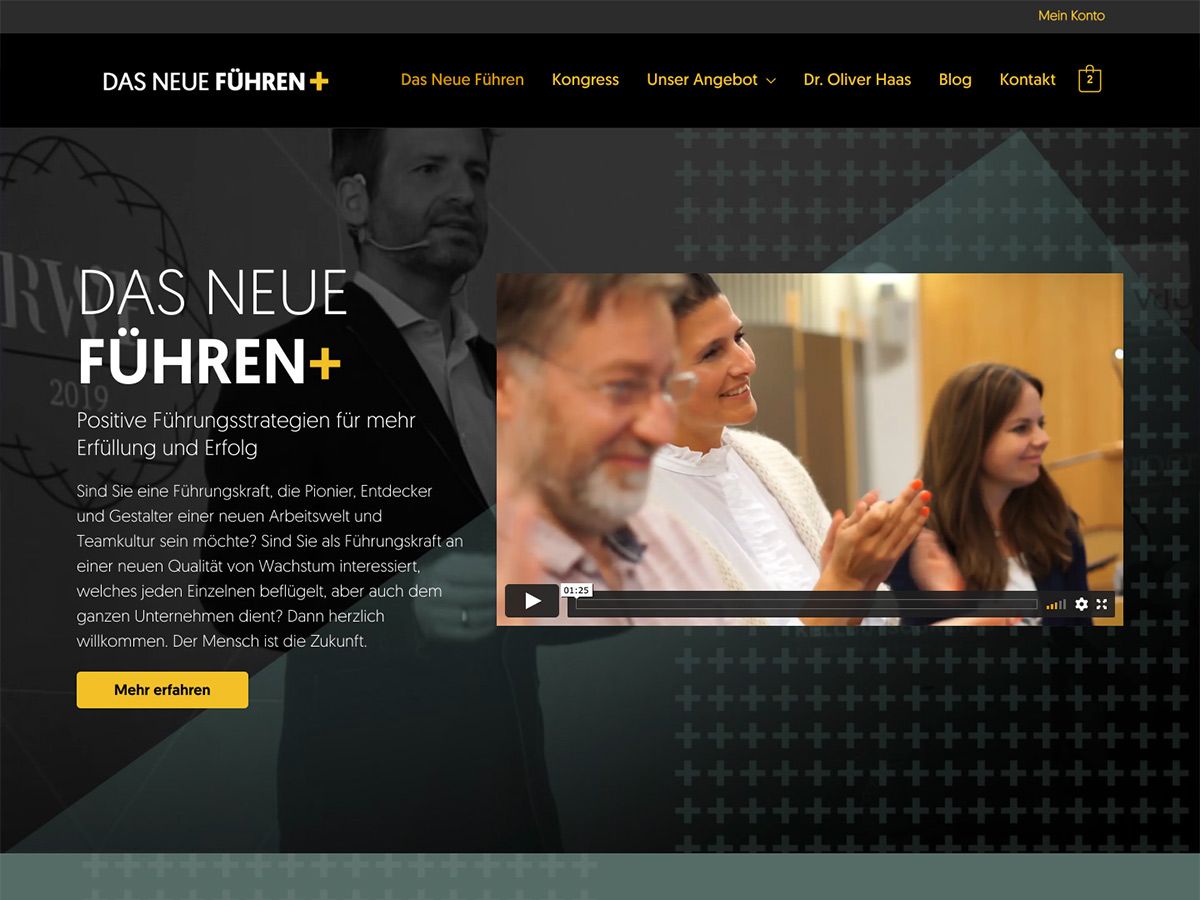 Mein Konto
DAS NEUE FÜHREN+
Das Neue Führen
Kongress
Unser Angebot
Dr. Oliver Haas
Blog
Kontakt
2
DAS NEUE
FÜHREN+
2019
Positive Führungsstrategien für mehr
Erfüllung und Erfolg
Sind Sie eine Führungskraft, die Pionier, Entdecker
und Gestalter einer neuen Arbeitswelt und
Teamkultur sein möchte? Sind Sie als Führungskraft an
einer neuen Qualität von Wachstum interessiert,
welches jeden Einzelnen beflügelt, aber auch dem
ganzen Unternehmen dient? Dann herzlich
willkommen. Der Mensch ist die Zukunft.
Mehr erfahren
01:25